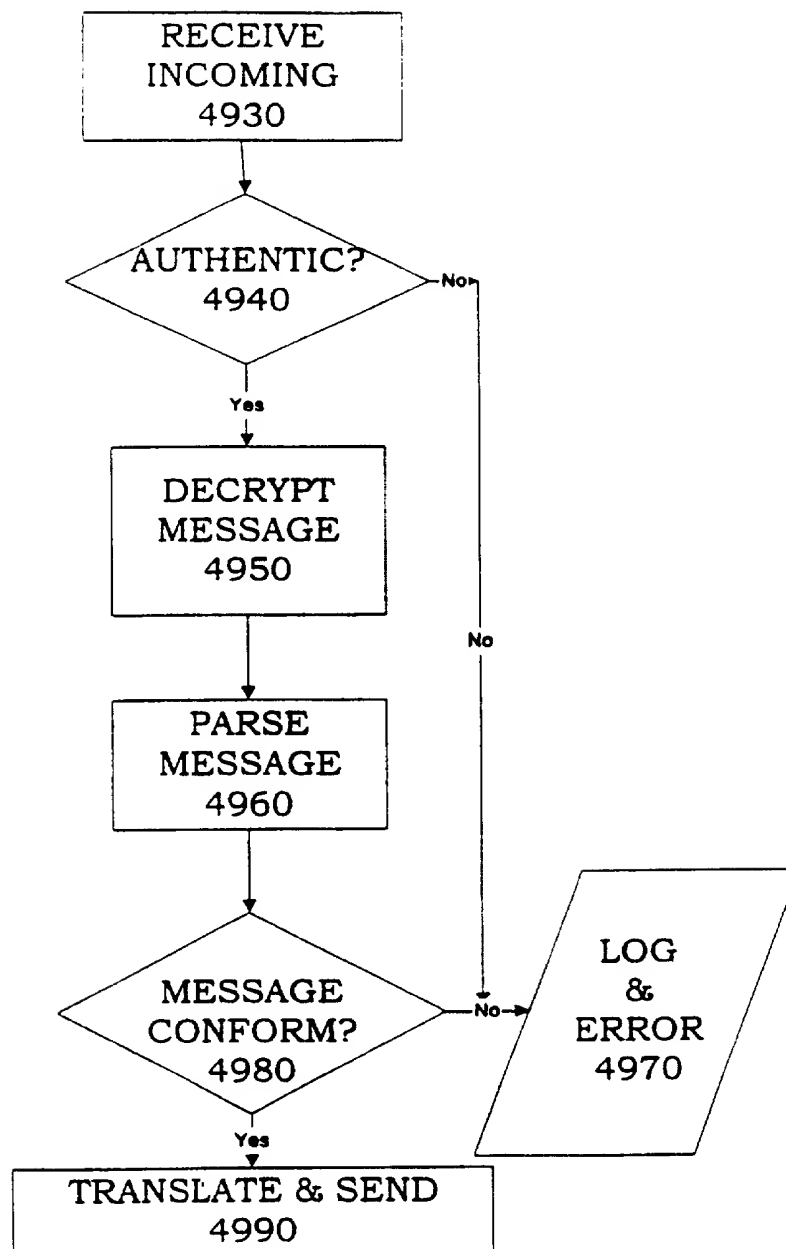 RECEIVE
INCOMING
4930
AUTHENTIC?
4940
No
Yes
DECRYPT
MESSAGE
4950
No
PARSE
MESSAGE
4960
MESSAGE
CONFORM?
4980
No
LOG
&
ERROR
4970
Yes
TRANSLATE & SEND
4990